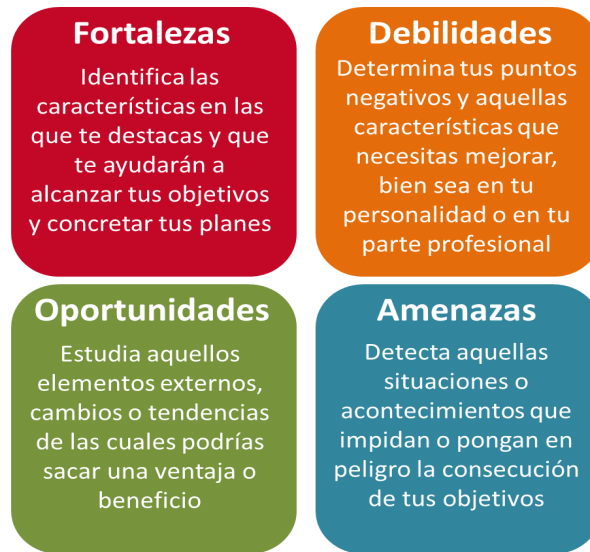 Fortalezas
Identifica las
características en las
que te destacas y que
te ayudarán a
alcanzar tus objetivos
y concretar tus planes
Debilidades
Determina tus puntos
negativos y aquellas
características que
necesitas mejorar,
bien sea en tu
personalidad o en tu
parte profesional
Oportunidades
Estudia aquellos
elementos externos,
cambios o tendencias
de las cuales podrías
sacar una ventaja o
beneficio
Amenazas
Detecta aquellas
situaciones o
acontecimientos que
impidan o pongan en
peligro la consecución
de tus objetivos